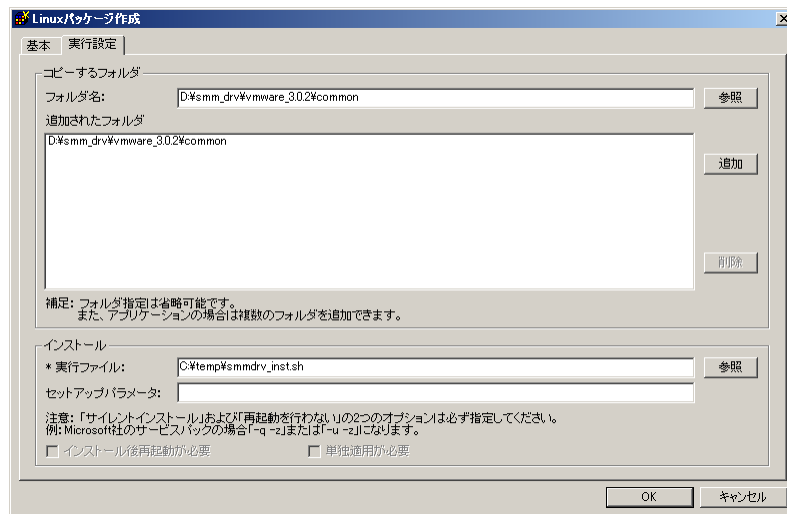 Linuxパッケージ作成
基本 実行設定
コピーするフォルダ
フォルダ名: D:¥smm_drv¥vmware_3.0.2¥common 参照
追加されたフォルダ
D:¥smm_drv¥vmware_3.0.2¥common
追加
削除
補足: フォルダ指定は省略可能です。
また、アプリケーションの場合は複数のフォルダを追加できます。
インストール
* 実行ファイル: C:¥temp¥smmdrv_inst.sh 参照
セットアップパラメータ:
注意: 「サイレントインストール」および「再起動を行わない」の2つのオプションは必ず指定してください。
例: Microsoft社のサービスパックの場合「-q -z」または「-u -z」になります。
インストール後再起動が必要 単独適用が必要
OK キャンセル